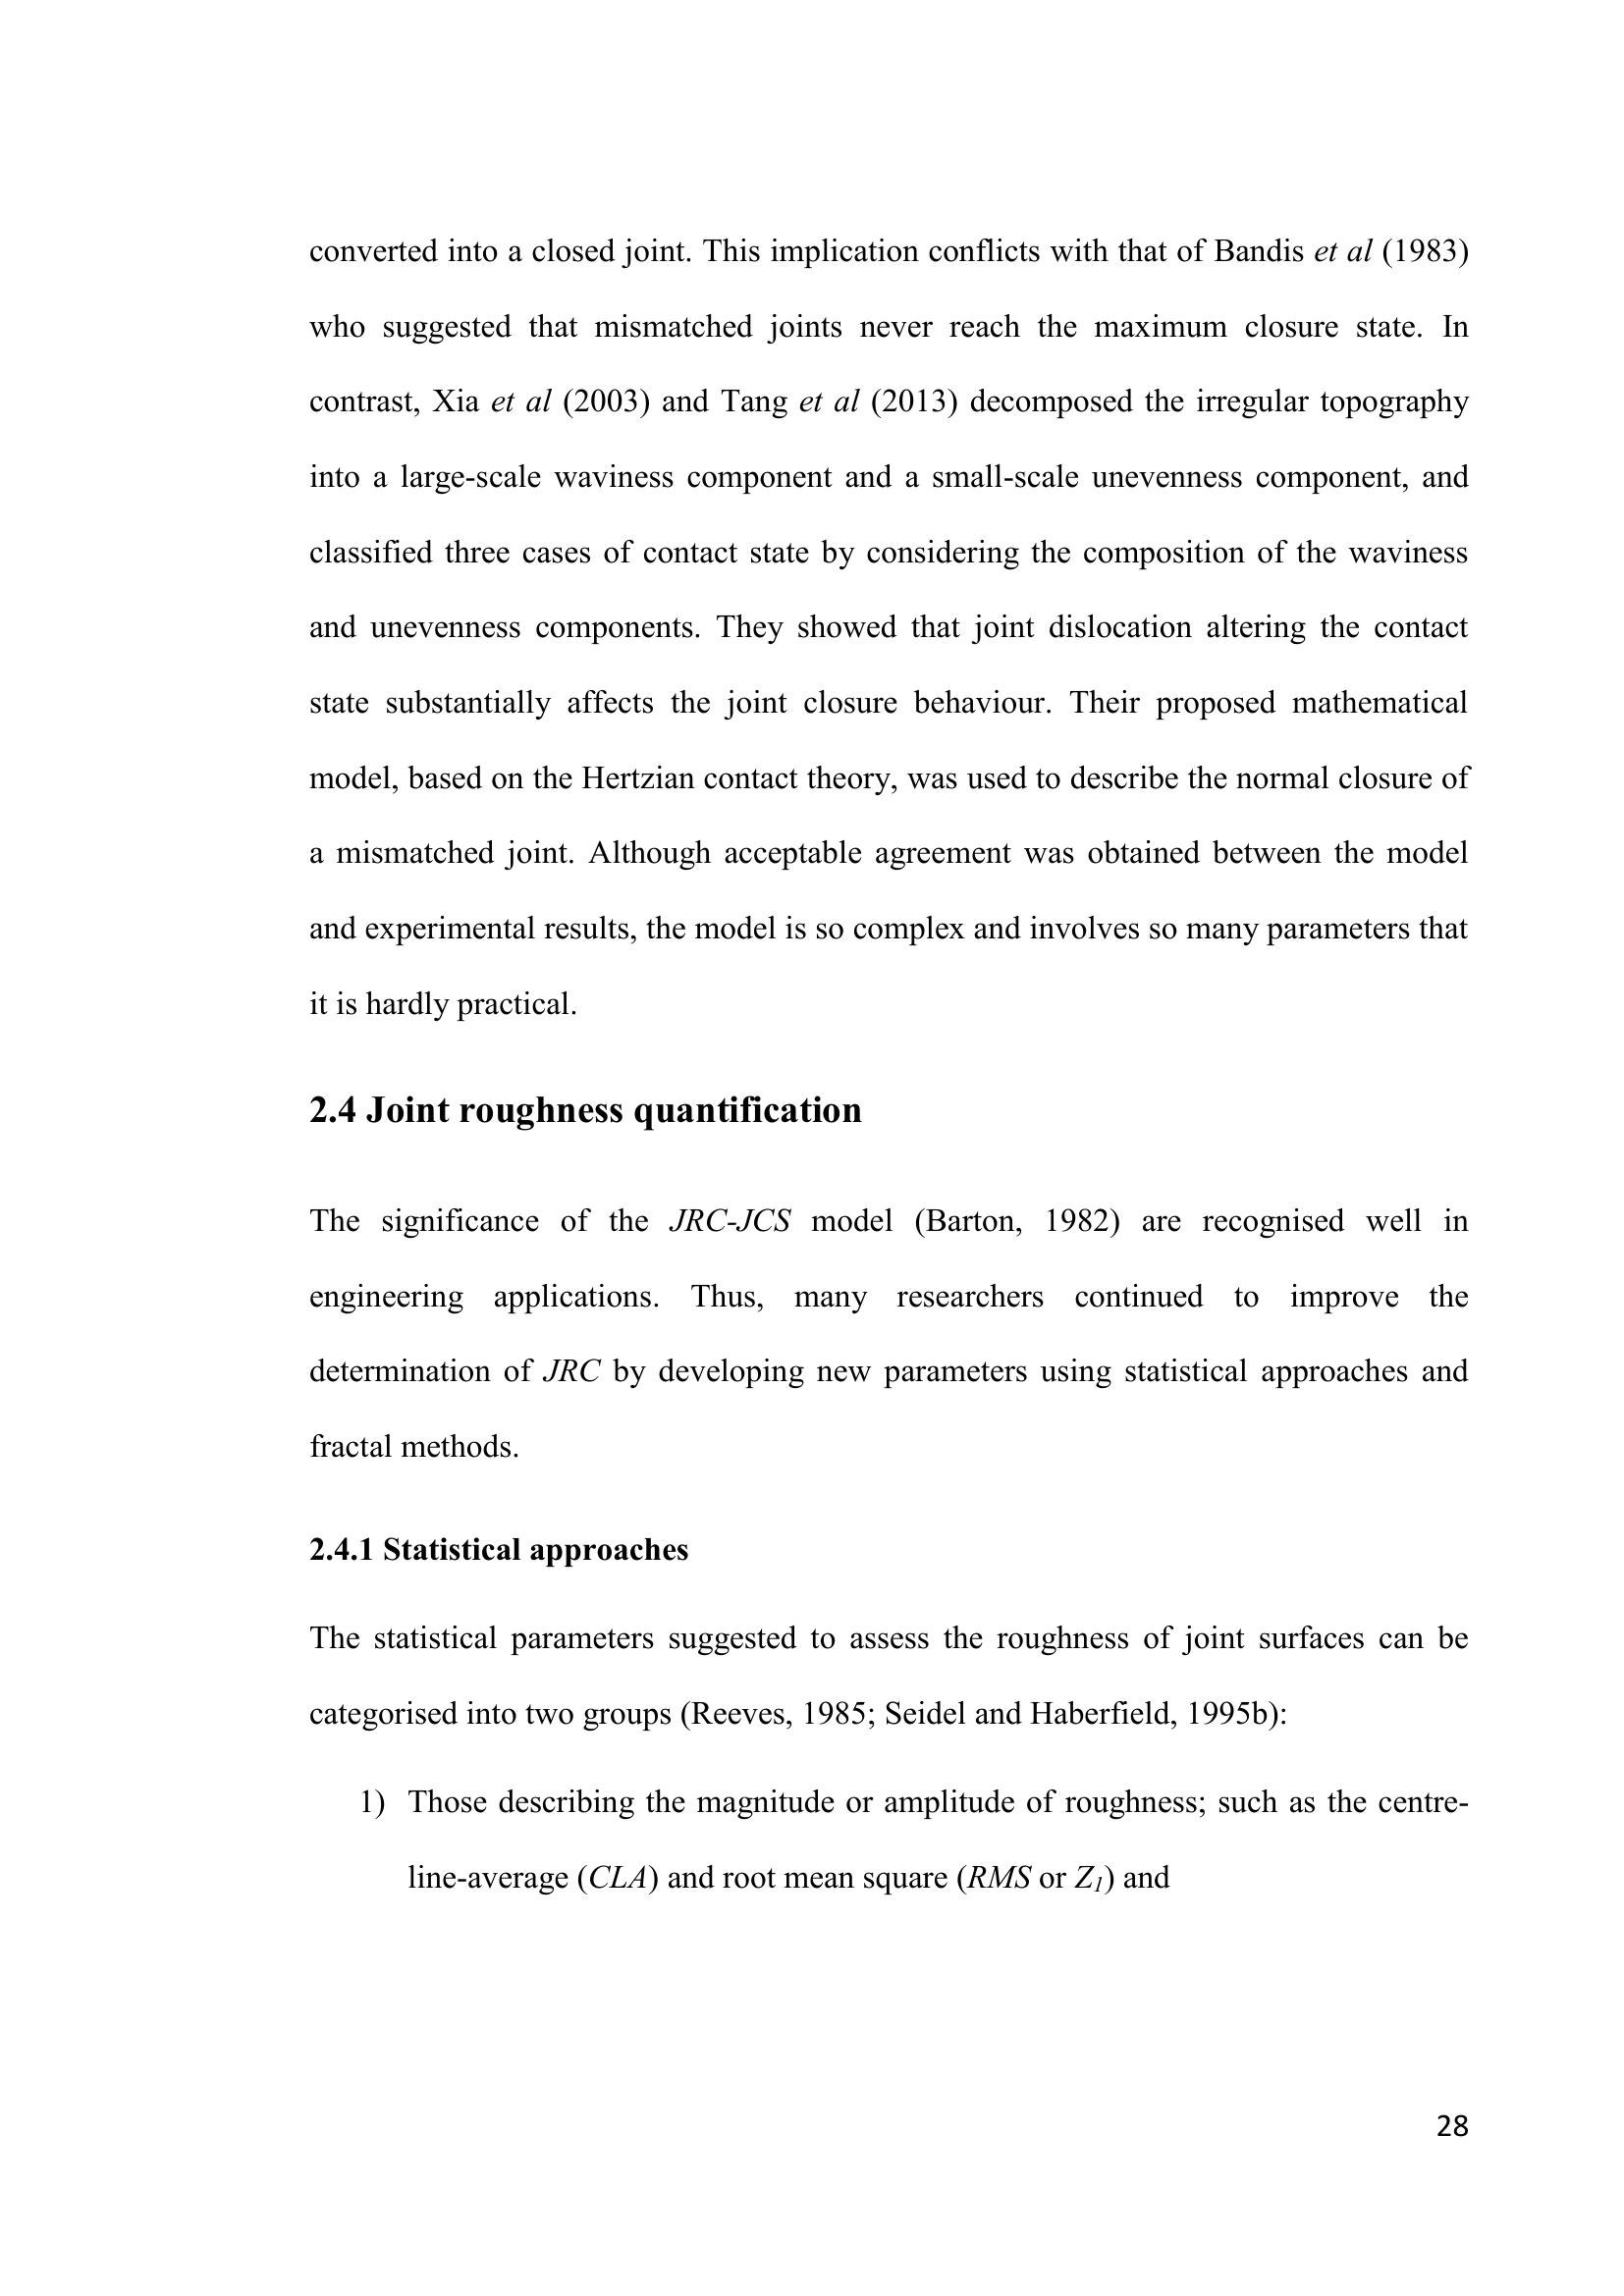 converted into a closed joint. This implication conflicts with that of Bandis et al (1983)
who suggested that mismatched joints never reach the maximum closure state. In
contrast, Xia et al (2003) and Tang et al (2013) decomposed the irregular topography
into a large-scale waviness component and a small-scale unevenness component, and
classified three cases of contact state by considering the composition of the waviness
and unevenness components. They showed that joint dislocation altering the contact
state substantially affects the joint closure behaviour. Their proposed mathematical
model, based on the Hertzian contact theory, was used to describe the normal closure of
a mismatched joint. Although acceptable agreement was obtained between the model
and experimental results, the model is so complex and involves so many parameters that
it is hardly practical.
2.4 Joint roughness quantification
The significance of the JRC-JCS model (Barton, 1982) are recognised well in
engineering applications. Thus, many researchers continued to improve the
determination of JRC by developing new parameters using statistical approaches and
fractal methods.
2.4.1 Statistical approaches
The statistical parameters suggested to assess the roughness of joint surfaces can be
categorised into two groups (Reeves, 1985; Seidel and Haberfield, 1995b):
1) Those describing the magnitude or amplitude of roughness; such as the centre-
line-average (CLA) and root mean square (RMS or Z1) and
28